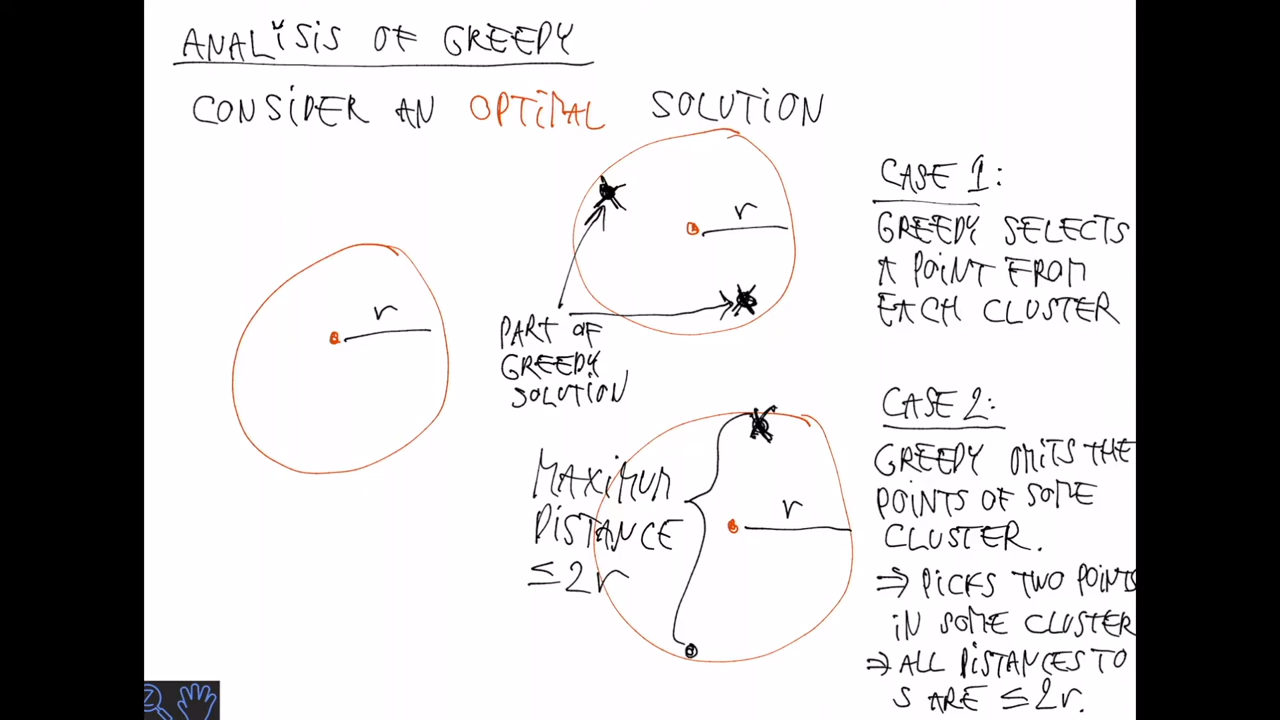 ANALISIS OF GREEDY
CONSIDER AN OPTIMAL SOLUTION
r
r
PART OF
GREEDY
SOLUTION
MAXIMUM
DISTANCE
≤2r
r
CASE 1:
GREEDY SELECTS
A POINT FROM
EACH CLUSTER
CASE 2:
GREEDY OMITS THE
POINTS OF SOME
CLUSTER.
⇒ PICKS TWO POINTS
IN SOME CLUSTER
⇒ ALL DISTANCES TO
S ARE ≤2r.